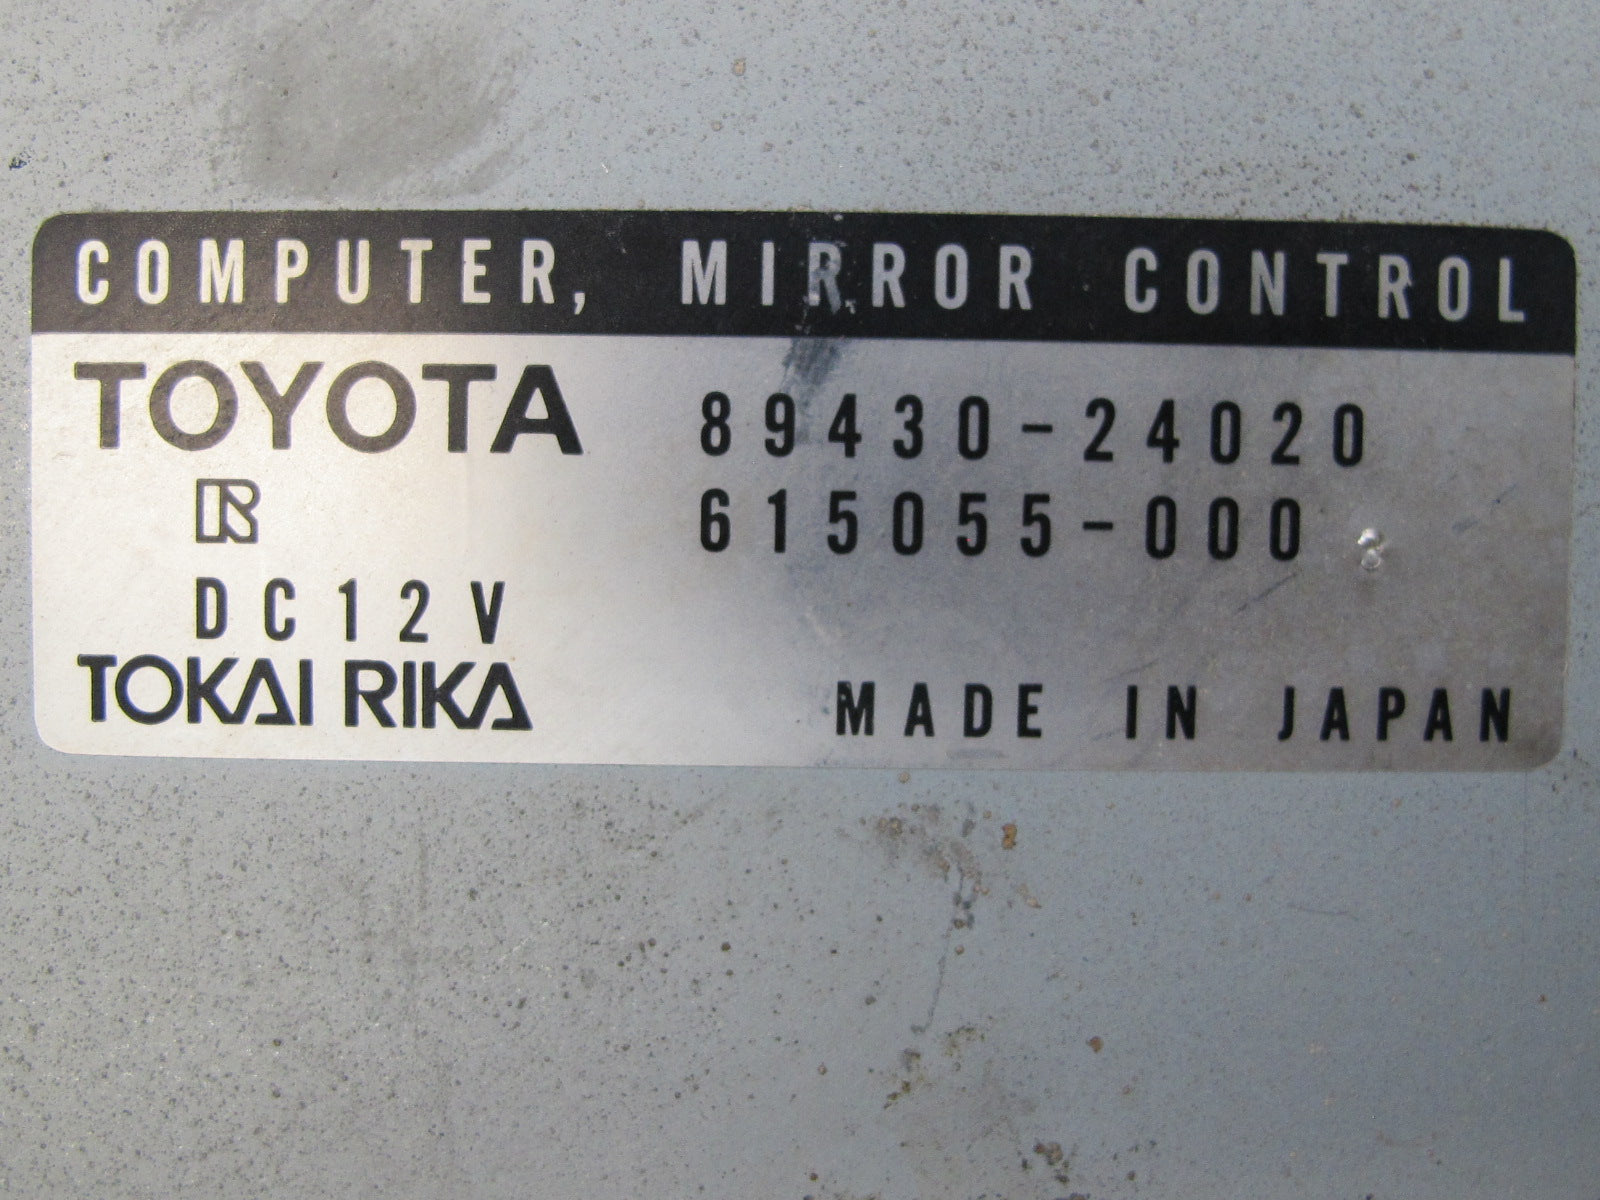 COMPUTER, MIRROR CONTROL
TOYOTA 89430-24020
R 615055-000
DC12V
TOKAI RIKA MADE IN JAPAN